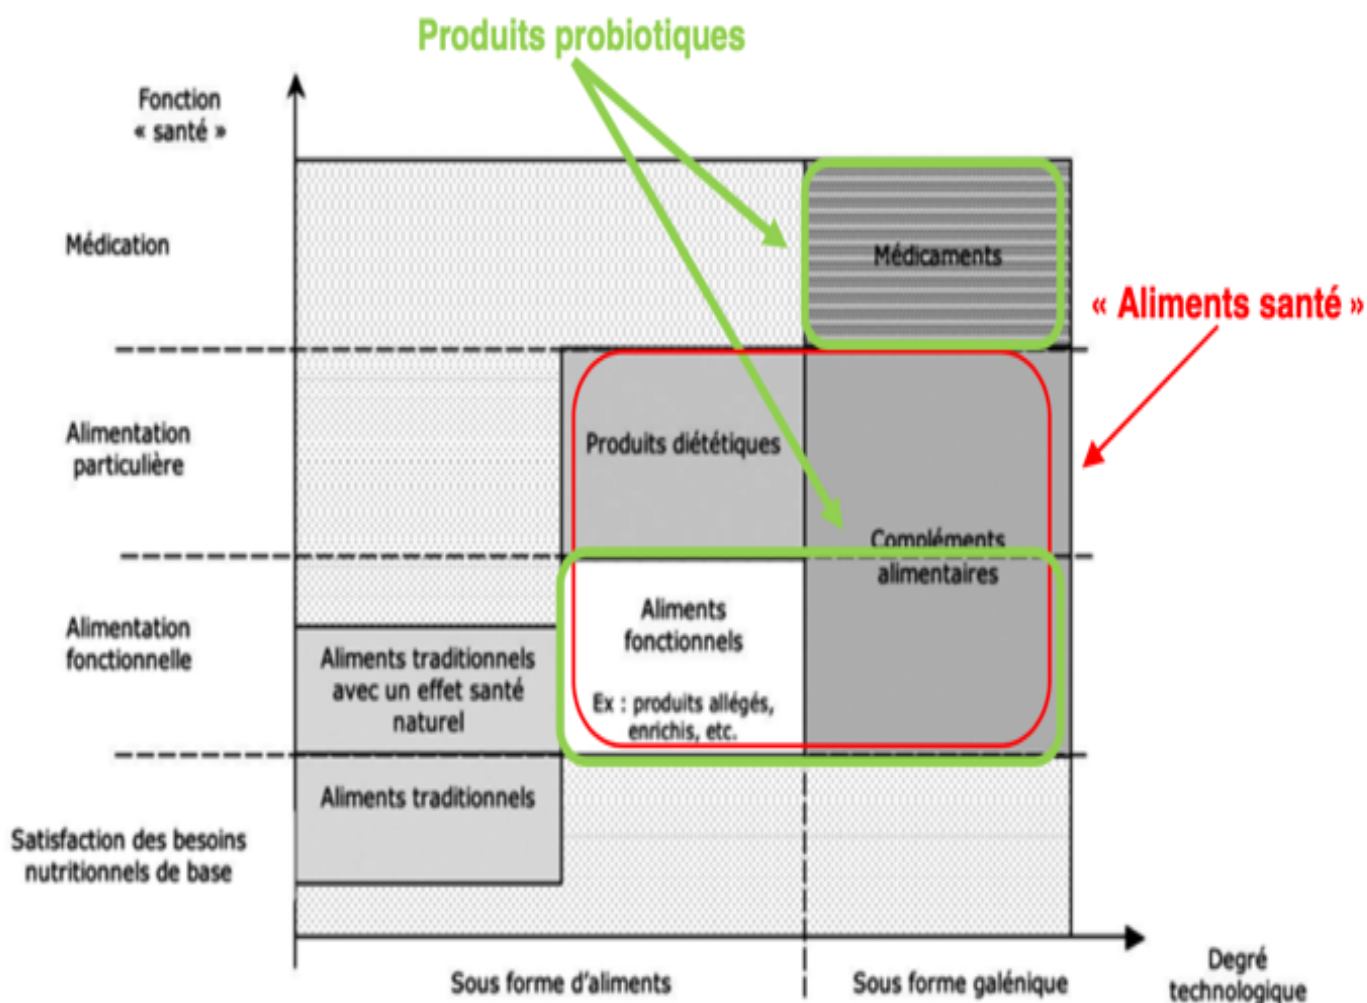 Produits probiotiques
Fonction
« santé »
Médication
Médicaments
« Aliments santé »
Alimentation
particulière
Produits diététiques
Compléments
alimentaires
Alimentation
fonctionnelle
Aliments
fonctionnels
Ex : produits allégés,
enrichis, etc.
Aliments traditionnels
avec un effet santé
naturel
Aliments traditionnels
Satisfaction des besoins
nutritionnels de base
Sous forme d'aliments
Sous forme galénique
Degré
technologique